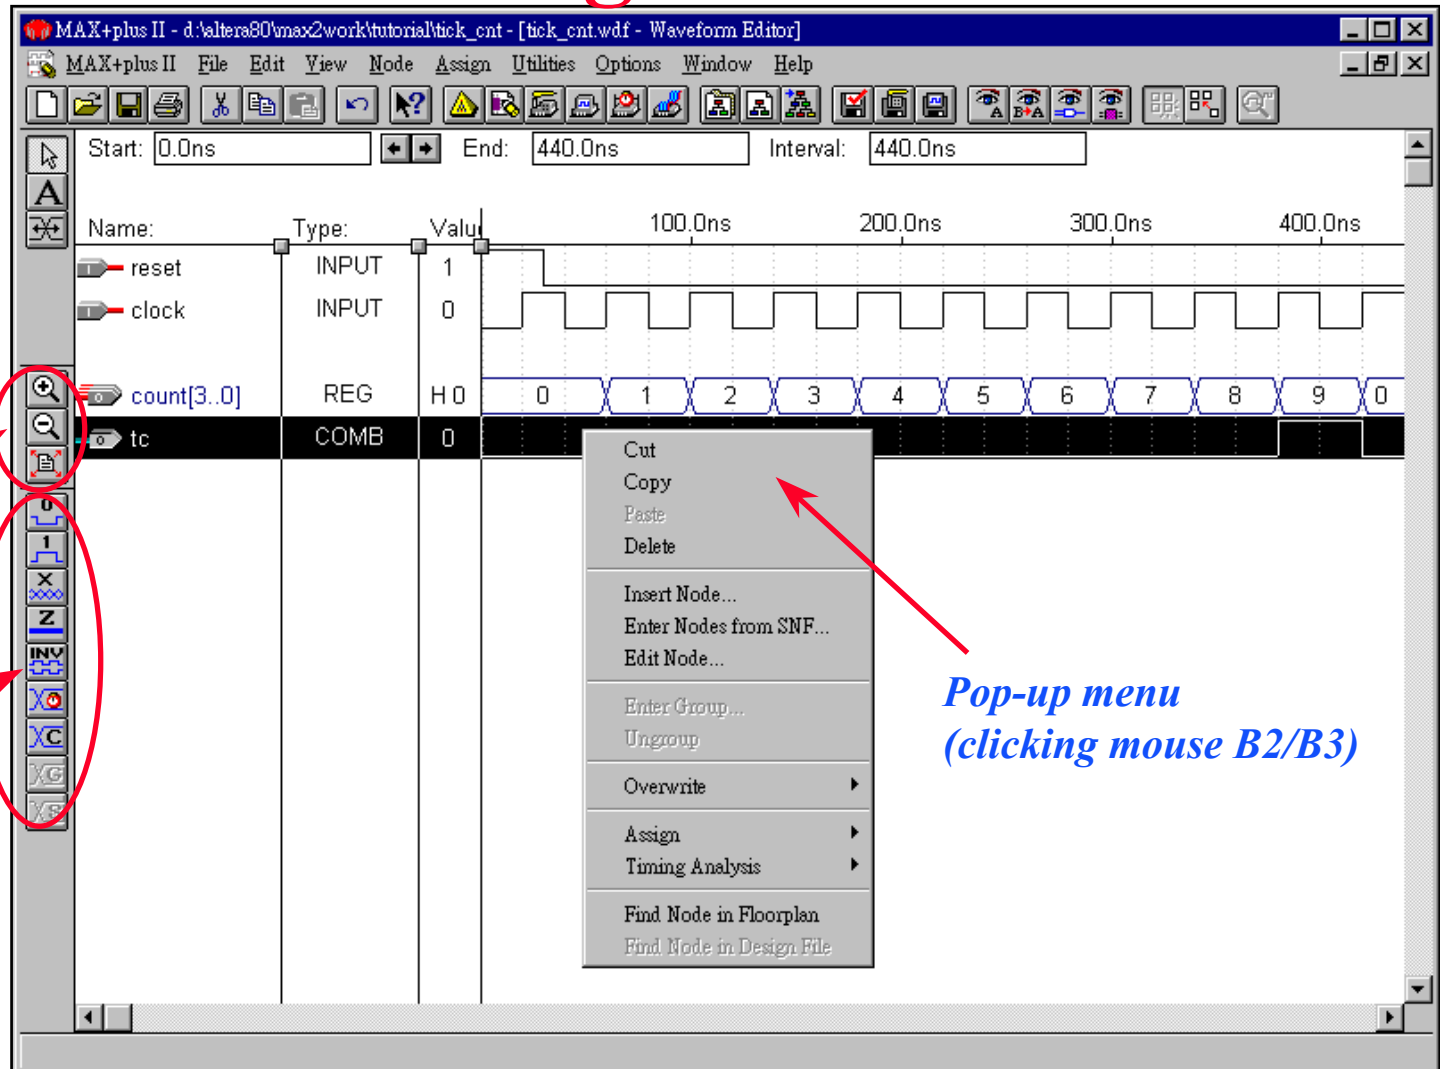 MAX+plus II - d:\altera80\max2work\tutorial\tick_cnt - [tick_cnt.wdf - Waveform Editor]
MAX+plus II File Edit View Node Assign Utilities Options Window Help
Start: 0.0ns End: 440.0ns Interval: 440.0ns
Name: Type: Valu 100.0ns 200.0ns 300.0ns 400.0ns
reset INPUT 1
clock INPUT 0
count[3..0] REG H 0 0 1 2 3 4 5 6 7 8 9 0
tc COMB 0
A
0
1
X
Z
INV
XC
XG
XS
Cut
Copy
Paste
Delete
Insert Node...
Enter Nodes from SNF...
Edit Node...
Enter Group...
Ungroup
Overwrite
Assign
Timing Analysis
Find Node in Floorplan
Find Node in Design File
Pop-up menu
(clicking mouse B2/B3)